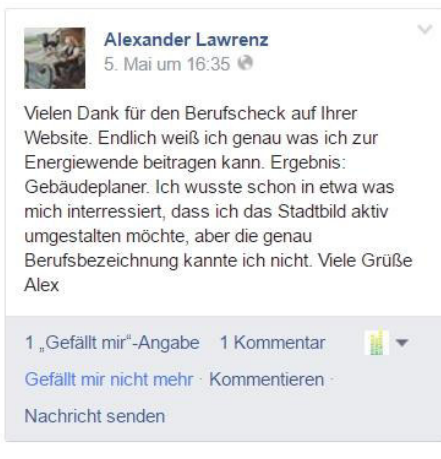 Alexander Lawrenz
5. Mai um 16:35
Vielen Dank für den Berufscheck auf Ihrer
Website. Endlich weiß ich genau was ich zur
Energiewende beitragen kann. Ergebnis:
Gebäudeplaner. Ich wusste schon in etwa was
mich interressiert, dass ich das Stadtbild aktiv
umgestalten möchte, aber die genau
Berufsbezeichnung kannte ich nicht. Viele Grüße
Alex
1 „Gefällt mir“-Angabe 1 Kommentar
Gefällt mir nicht mehr · Kommentieren ·
Nachricht senden